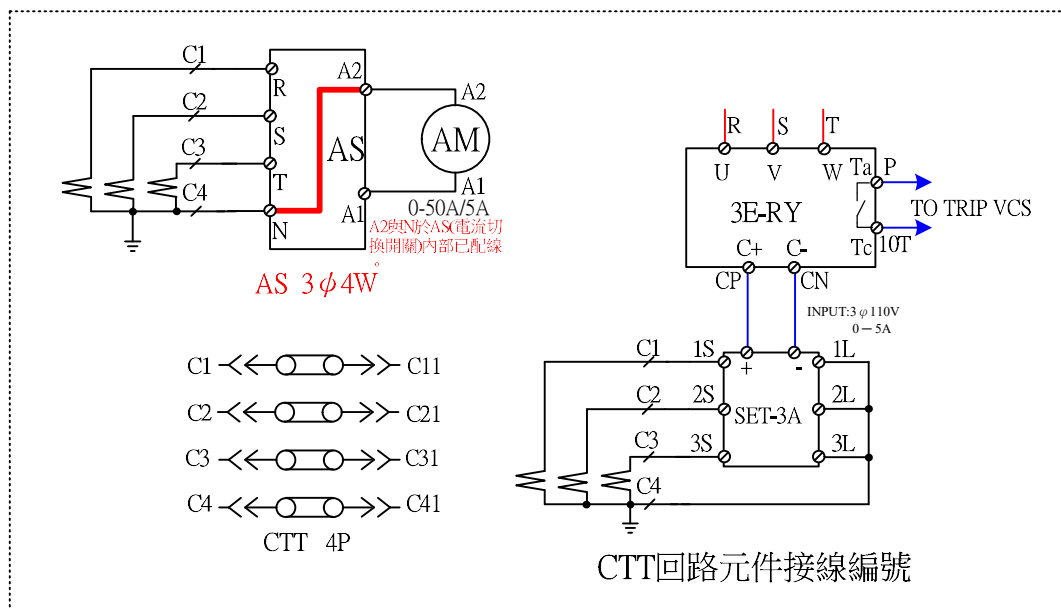 C1
R
C2
S
C3
T
C4
N
AS
A2
A1
A2
AM
A1
0-50A/5A
A2與N於AS(電流切
換開關)內部已配線
。
AS 3φ4W
C1 C11
C2 C21
C3 C31
C4 C41
CTT 4P
R S T
U V W
Ta P
3E-RY
TO TRIP VCS
Tc 10T
C+ C-
CP CN
INPUT:3φ110V
0－5A
C1 1S + - 1L
C2 2S SET-3A 2L
C3 3S 3L
C4
CTT回路元件接線編號